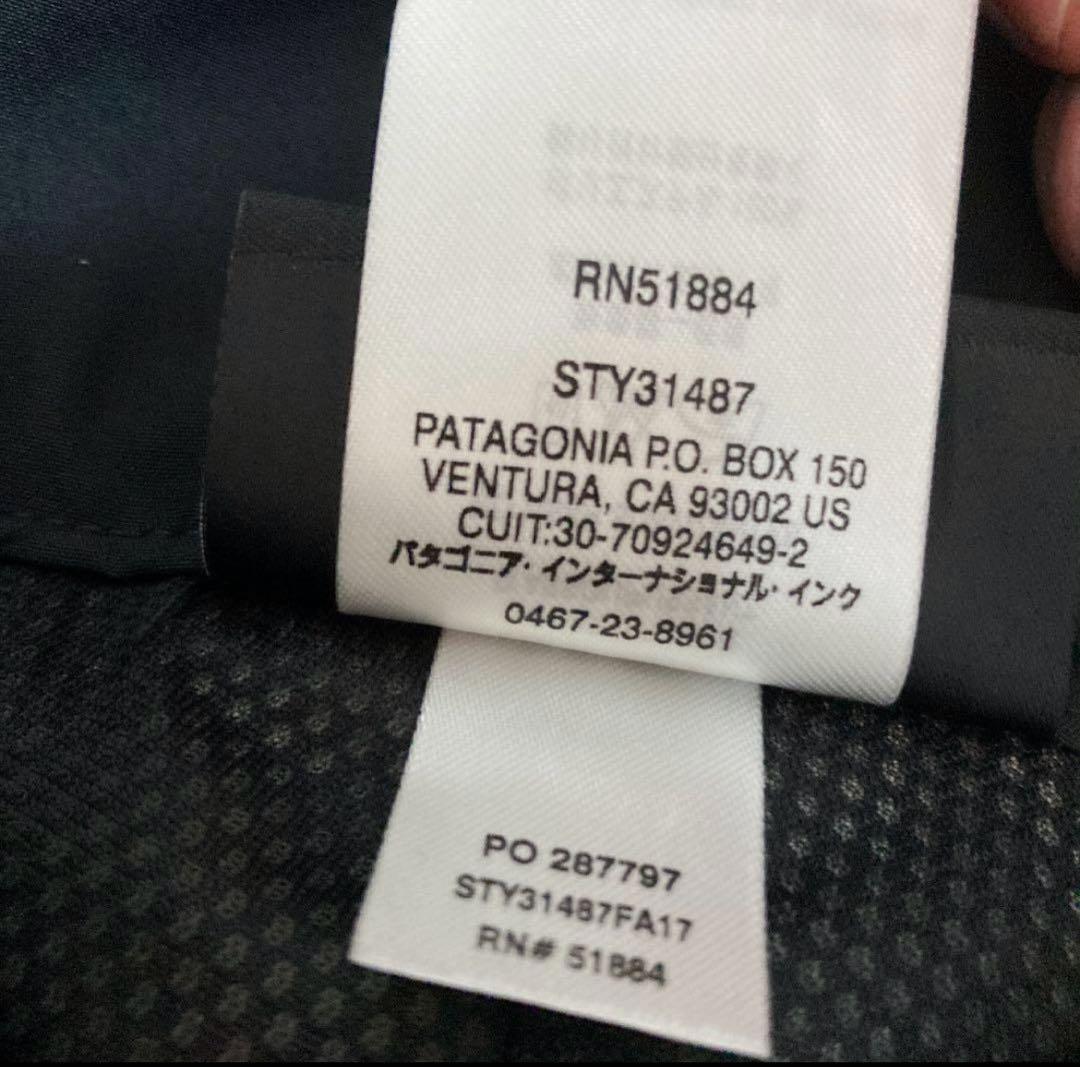 RN51884
STY31487
PATAGONIA P.O. BOX 150
VENTURA, CA 93002 US
CUIT:30-70924649-2
パタゴニア・インターナショナル・インク
0467-23-8961
PO 287797
STY31487FA17
RN# 51884